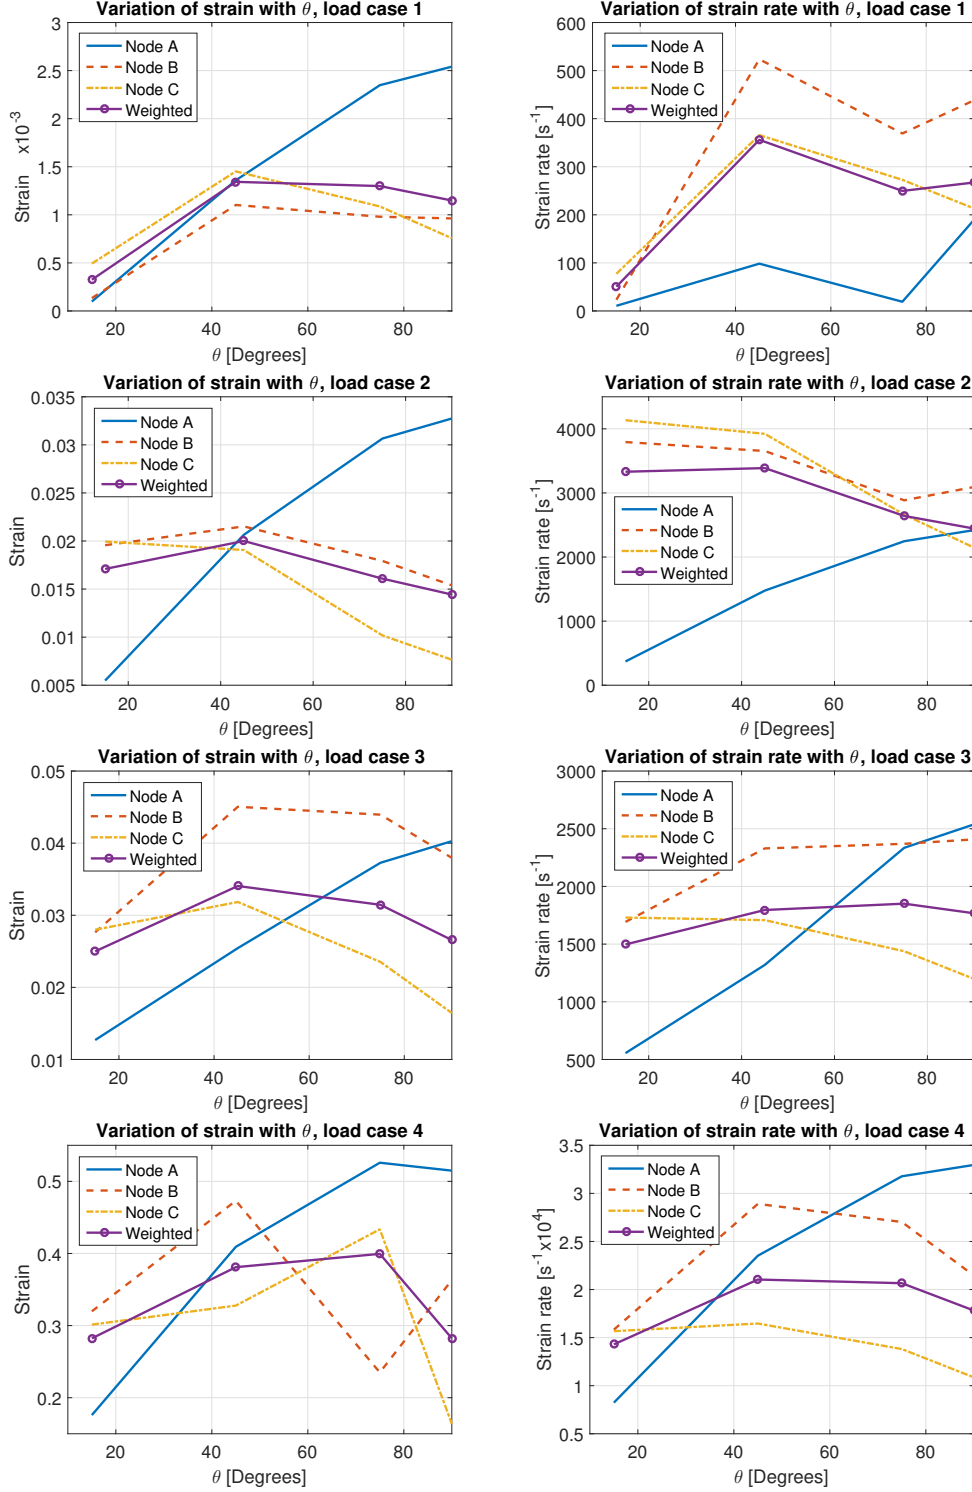 Variation of strain with θ, load case 1
3
2.5
2
1.5
1
0.5
0
Strain x10-3
Node A
Node B
Node C
Weighted
20
40
60
80
θ [Degrees]
Variation of strain rate with θ, load case 1
600
500
400
300
200
100
0
Strain rate [s-1]
Node A
Node B
Node C
Weighted
20
40
60
80
θ [Degrees]
Variation of strain with θ, load case 2
0.035
0.03
0.025
0.02
0.015
0.01
0.005
Strain
Node A
Node B
Node C
Weighted
20
40
60
80
θ [Degrees]
Variation of strain rate with θ, load case 2
4000
3000
2000
1000
0
Strain rate [s-1]
Node A
Node B
Node C
Weighted
20
40
60
80
θ [Degrees]
Variation of strain with θ, load case 3
0.05
0.04
0.03
0.02
0.01
Strain
Node A
Node B
Node C
Weighted
20
40
60
80
θ [Degrees]
Variation of strain rate with θ, load case 3
3000
2500
2000
1500
1000
500
Strain rate [s-1]
Node A
Node B
Node C
Weighted
20
40
60
80
θ [Degrees]
Variation of strain with θ, load case 4
0.5
0.4
0.3
0.2
Strain
Node A
Node B
Node C
Weighted
20
40
60
80
θ [Degrees]
Variation of strain rate with θ, load case 4
3.5
3
2.5
2
1.5
1
0.5
Strain rate [s-1x104]
Node A
Node B
Node C
Weighted
20
40
60
80
θ [Degrees]